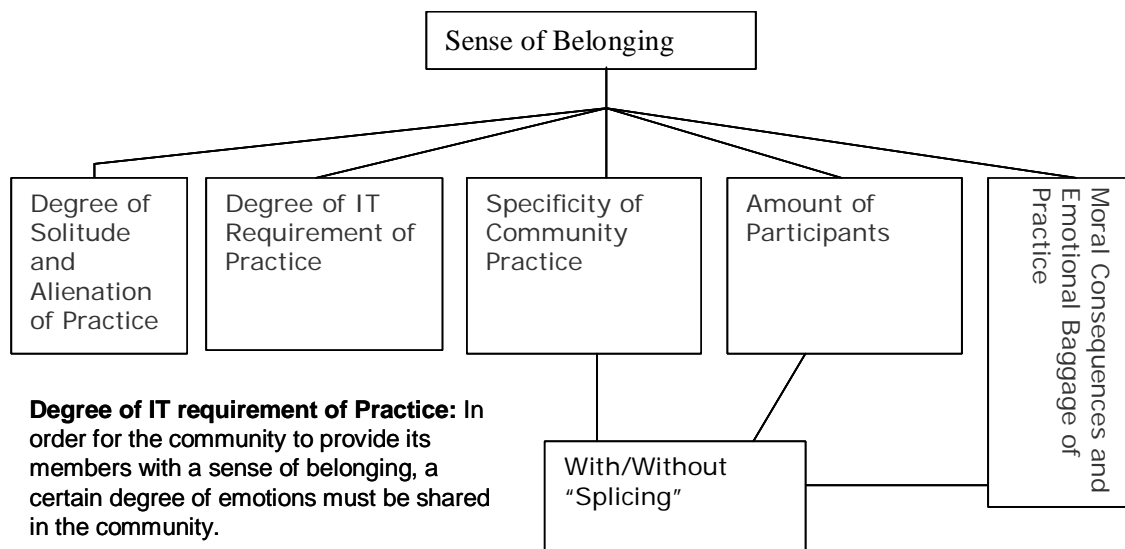 Sense of Belonging
Degree of
Solitude
and
Alienation
of Practice
Degree of IT
Requirement of
Practice
Specificity of
Community
Practice
Amount of
Participants
Moral Consequences and
Emotional Baggage of
Practice
Degree of IT requirement of Practice: In
order for the community to provide its
members with a sense of belonging, a
certain degree of emotions must be shared
in the community.
With/Without
“Splicing”